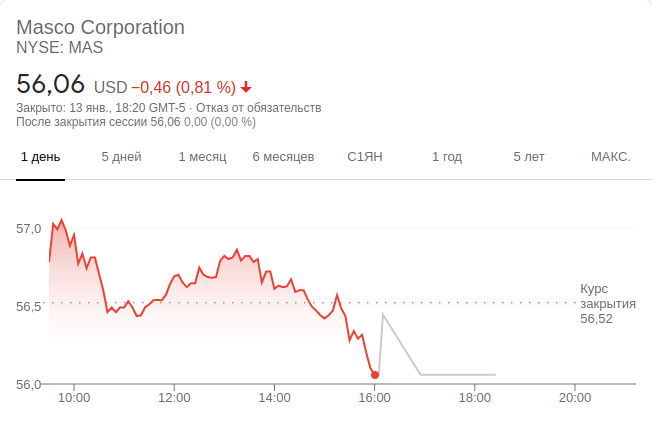 Masco Corporation
NYSE: MAS
56,06 USD −0,46 (0,81 %)
Закрыто: 13 янв., 18:20 GMT-5 · Отказ от обязательств
После закрытия сессии 56,06 0,00 (0,00 %)
1 день 5 дней 1 месяц 6 месяцев С1ЯН 1 год 5 лет МАКС.
57,0
56,5
56,0
Курс
закрытия
56,52
10:00 12:00 14:00 16:00 18:00 20:00